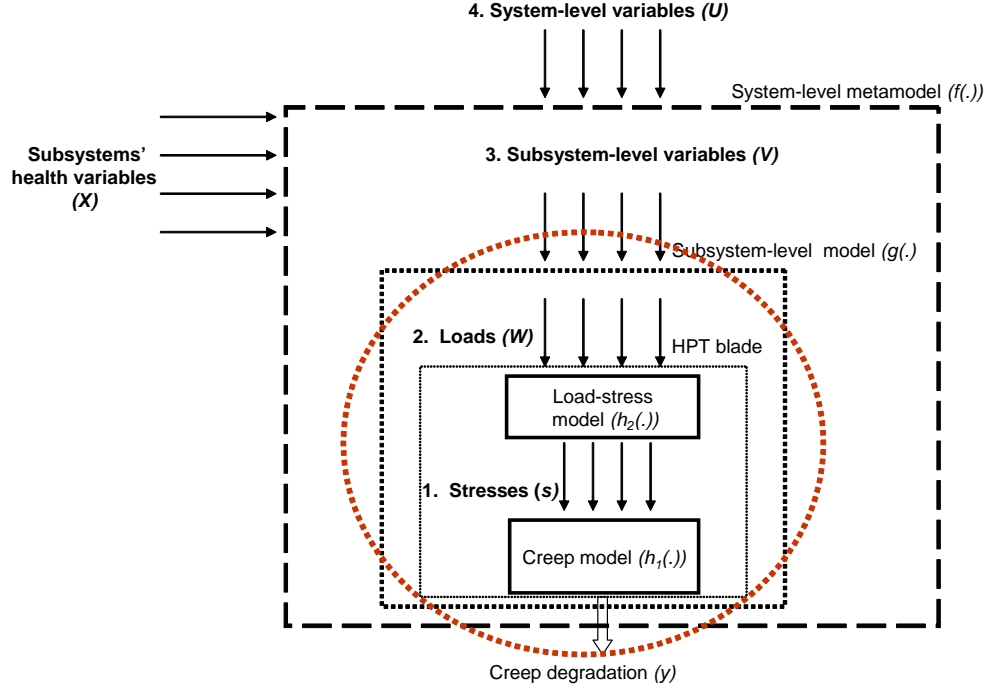 4. System-level variables (U)
System-level metamodel (f(.))
Subsystems’
health variables
(X)
3. Subsystem-level variables (V)
Subsystem-level model (g(.)
2. Loads (W)
HPT blade
Load-stress
model (h2(.))
1. Stresses (s)
Creep model (h1(.))
Creep degradation (y)